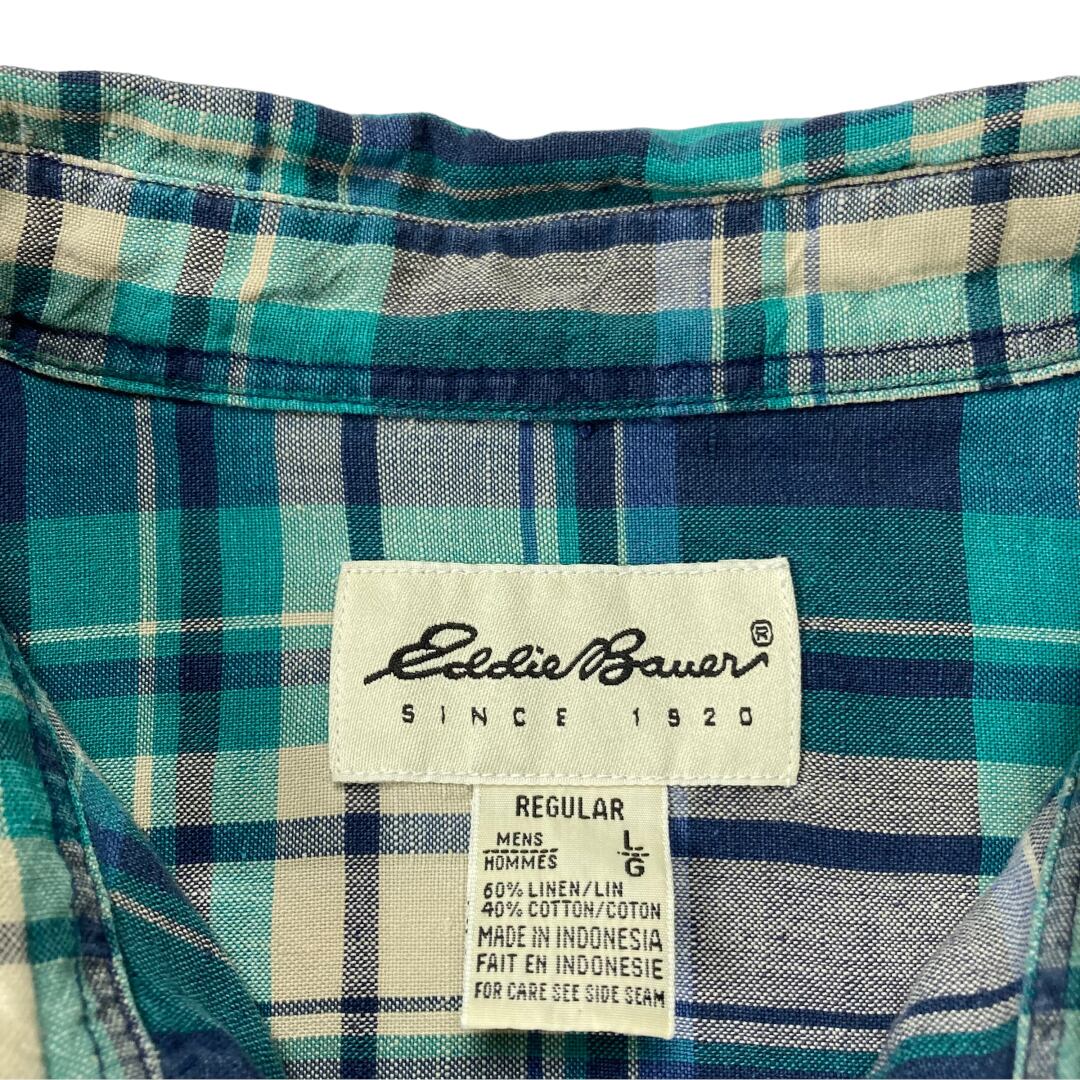 Eddie Bauer®
SINCE 1920
REGULAR
MENS L
HOMMES G
60% LINEN/LIN
40% COTTON/COTON
MADE IN INDONESIA
FAIT EN INDONESIE
FOR CARE SEE SIDE SEAM